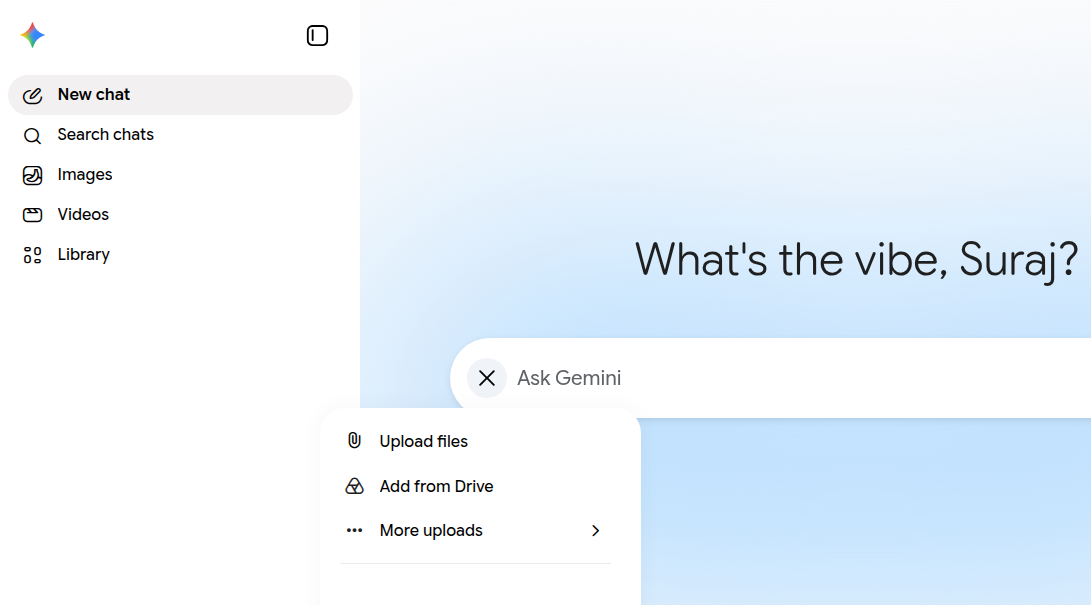 New chat
Search chats
Images
Videos
Library
What's the vibe, Suraj?
Ask Gemini
Upload files
Add from Drive
More uploads